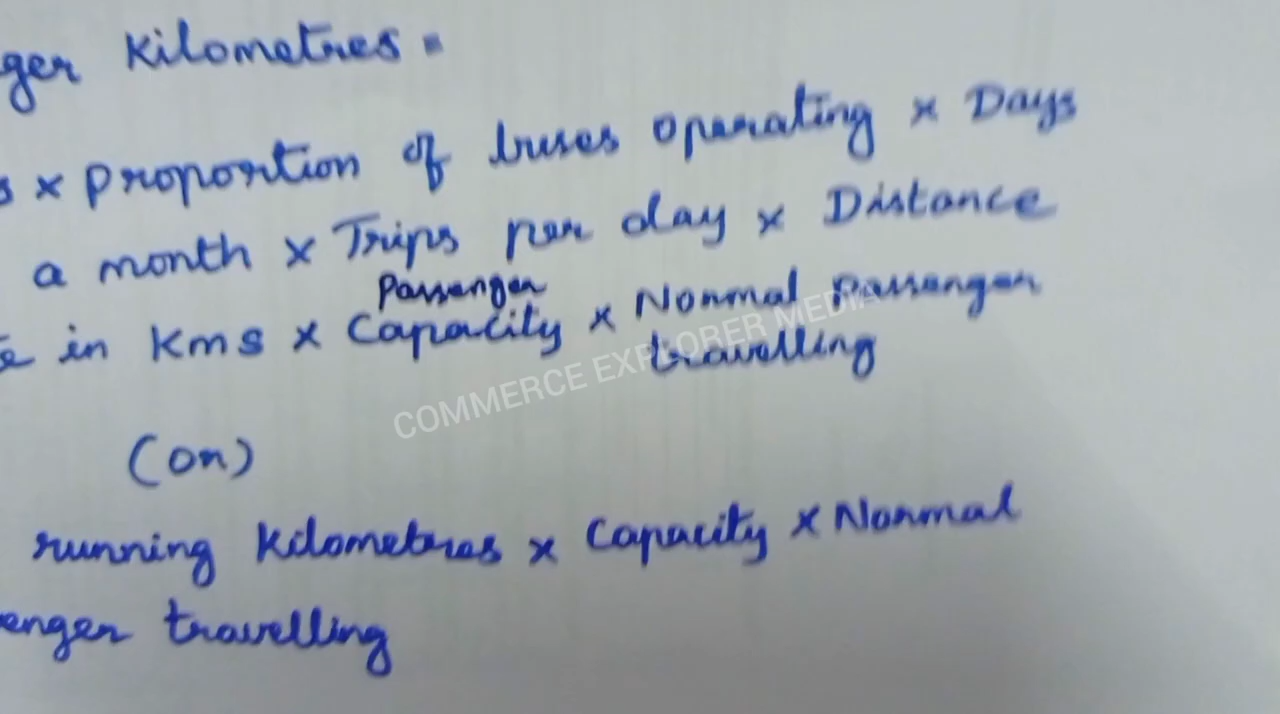 ger Kilometres =
s × proportion of buses operating × Days
a month × Trips per day × Distance
Passenger
e in Kms × Capacity × Normal Passenger
travelling
COMMERCE EXPLORER MEDIA
(or)
running Kilometres × Capacity × Normal
enger travelling